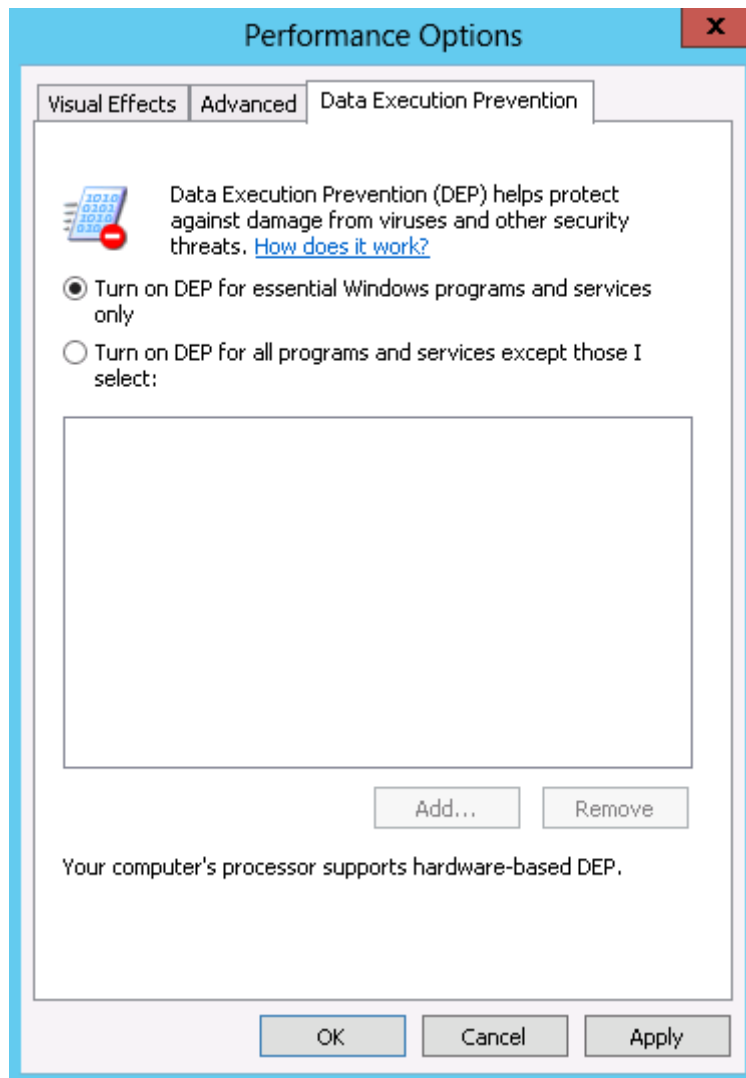 Performance Options
x
Visual Effects
Advanced
Data Execution Prevention
Data Execution Prevention (DEP) helps protect
against damage from viruses and other security
threats. How does it work?
Turn on DEP for essential Windows programs and services
only
Turn on DEP for all programs and services except those I
select:
Add...
Remove
Your computer's processor supports hardware-based DEP.
OK
Cancel
Apply